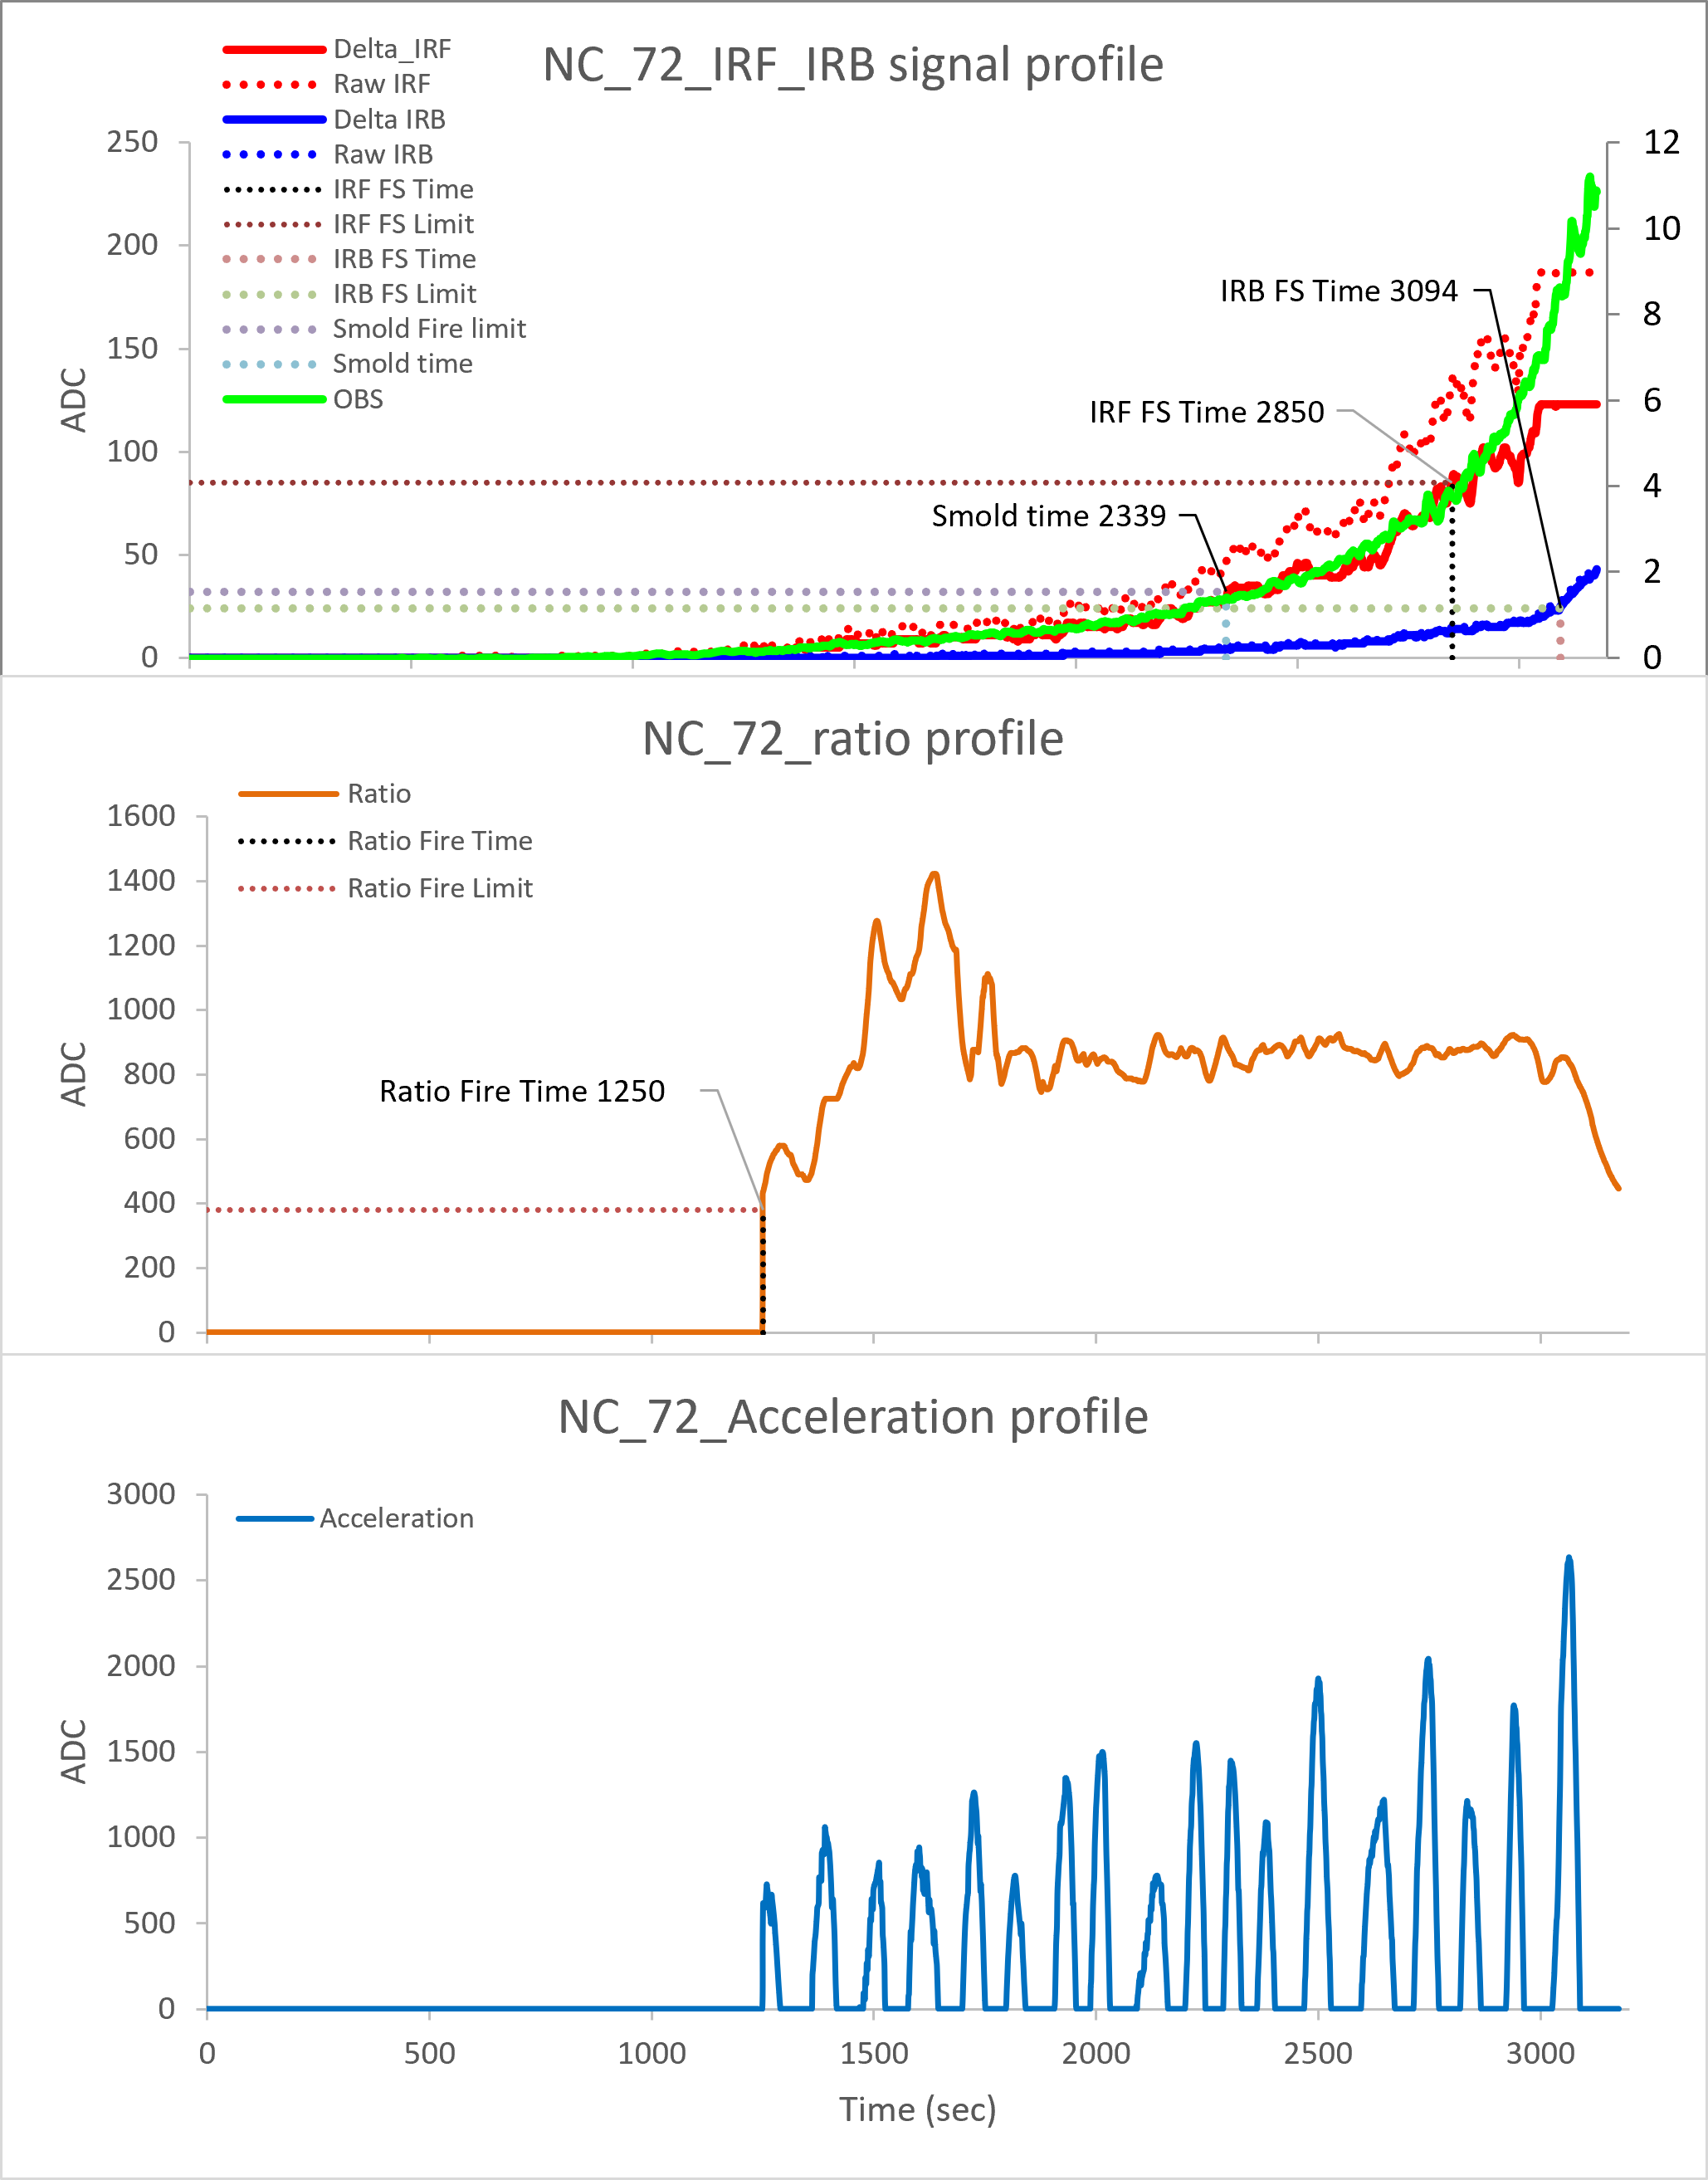 NC_72_IRF_IRB signal profile
Delta_IRF
Raw IRF
Delta IRB
Raw IRB
IRF FS Time
IRF FS Limit
IRB FS Time
IRB FS Limit
Smold Fire limit
Smold time
OBS
250
200
150
100
50
0
ADC
12
10
8
6
4
2
0
IRB FS Time 3094
IRF FS Time 2850
Smold time 2339
NC_72_ratio profile
Ratio
Ratio Fire Time
Ratio Fire Limit
1600
1400
1200
1000
800
600
400
200
0
ADC
Ratio Fire Time 1250
NC_72_Acceleration profile
Acceleration
3000
2500
2000
1500
1000
500
0
ADC
0 500 1000 1500 2000 2500 3000
Time (sec)